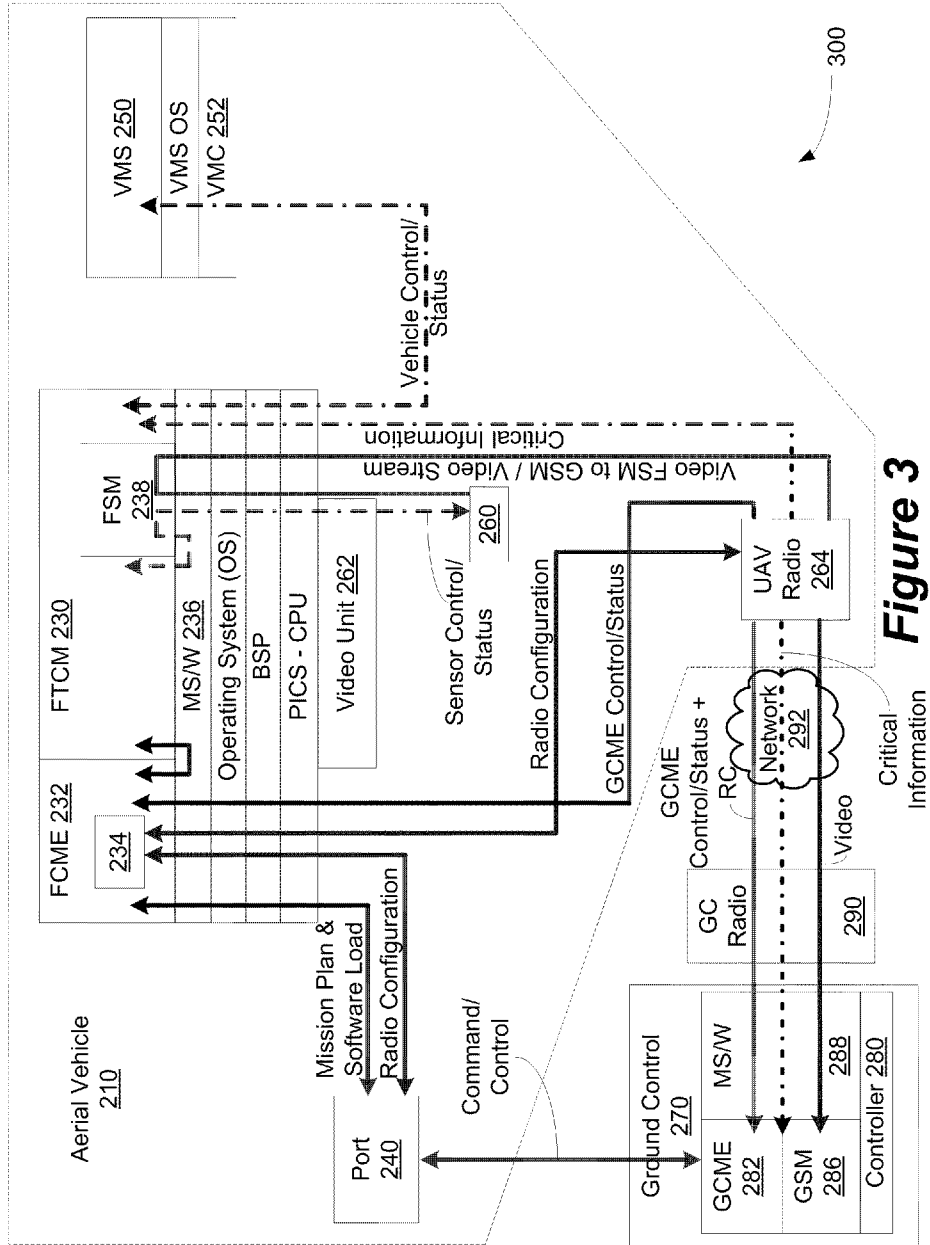 Aerial Vehicle
210
FCME 232
234
FTCM 230
FSM
238
MS/W 236
Operating System (OS)
BSP
PICS - CPU
Video Unit 262
VMS 250
VMS OS
VMC 252
Vehicle Control/
Status
Critical Information
Video FSM to GSM / Video Stream
260
Sensor Control/
Status
Mission Plan &
Software Load
Radio Configuration
Radio Configuration
GCME Control/Status
Port
240
Command/
Control
UAV
Radio
264
GCME
Control/Status +
RC
Network
292
Critical
Information
Video
GC
Radio
290
Ground Control
270
GCME
282
MS/W
GSM
286
288
Controller 280
300
Figure 3